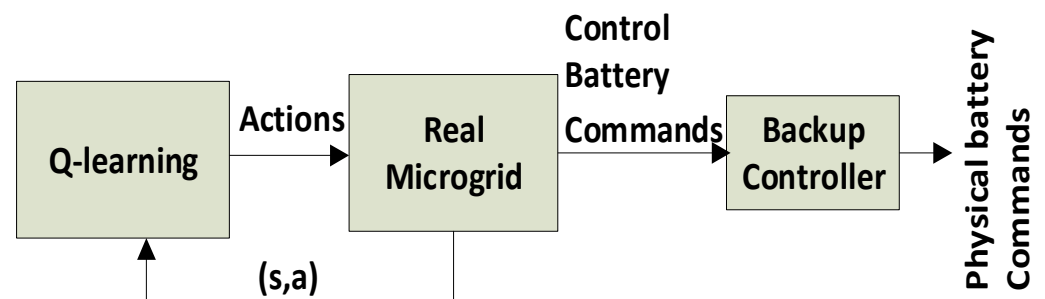 Q-learning
Actions
Real
Microgrid
Control
Battery
Commands
Backup
Controller
Physical battery
Commands
(s,a)